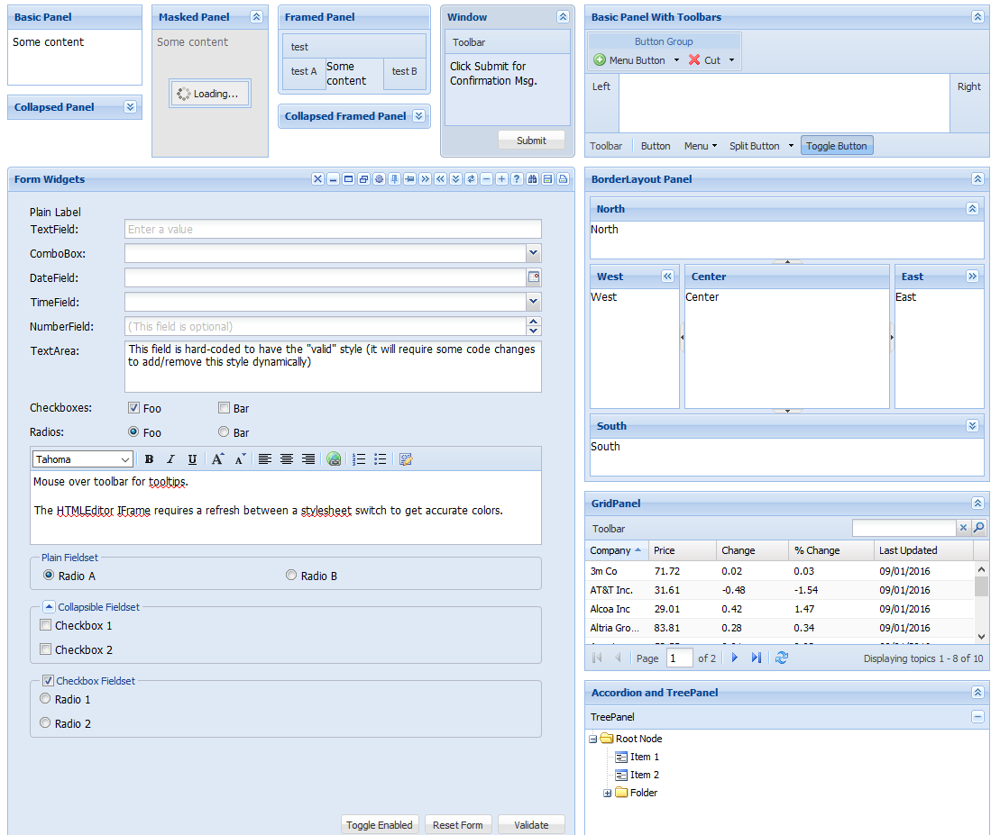 Basic Panel
Some content
Collapsed Panel
Masked Panel
Some content
Loading...
Framed Panel
test
test A
Some
content
test B
Collapsed Framed Panel
Window
Toolbar
Click Submit for
Confirmation Msg.
Submit
Basic Panel With Toolbars
Button Group
Menu Button
Cut
Left
Right
Toolbar
Button
Menu
Split Button
Toggle Button
Form Widgets
Plain Label
TextField:
Enter a value
ComboBox:
DateField:
TimeField:
NumberField:
(This field is optional)
TextArea:
This field is hard-coded to have the "valid" style (it will require some code changes
to add/remove this style dynamically)
Checkboxes:
Foo
Bar
Radios:
Foo
Bar
Tahoma
B I U A A
Mouse over toolbar for tooltips.
The HTMLEditor IFrame requires a refresh between a stylesheet switch to get accurate colors.
Plain Fieldset
Radio A
Radio B
Collapsible Fieldset
Checkbox 1
Checkbox 2
Checkbox Fieldset
Radio 1
Radio 2
Toggle Enabled
Reset Form
Validate
BorderLayout Panel
North
North
West
West
Center
Center
East
East
South
South
GridPanel
Toolbar
Company Price Change % Change Last Updated
3m Co 71.72 0.02 0.03 09/01/2016
AT&T Inc. 31.61 -0.48 -1.54 09/01/2016
Alcoa Inc 29.01 0.42 1.47 09/01/2016
Altria Gro... 83.81 0.28 0.34 09/01/2016
Page 1 of 2
Displaying topics 1 - 8 of 10
Accordion and TreePanel
TreePanel
Root Node
Item 1
Item 2
Folder